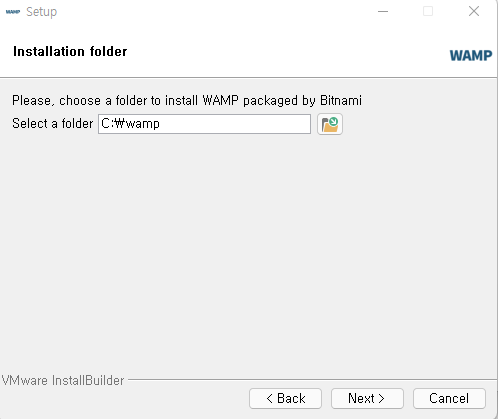 WAMP Setup
Installation folder
WAMP
Please, choose a folder to install WAMP packaged by Bitnami
Select a folder C:₩wamp
VMware InstallBuilder
< Back Next > Cancel